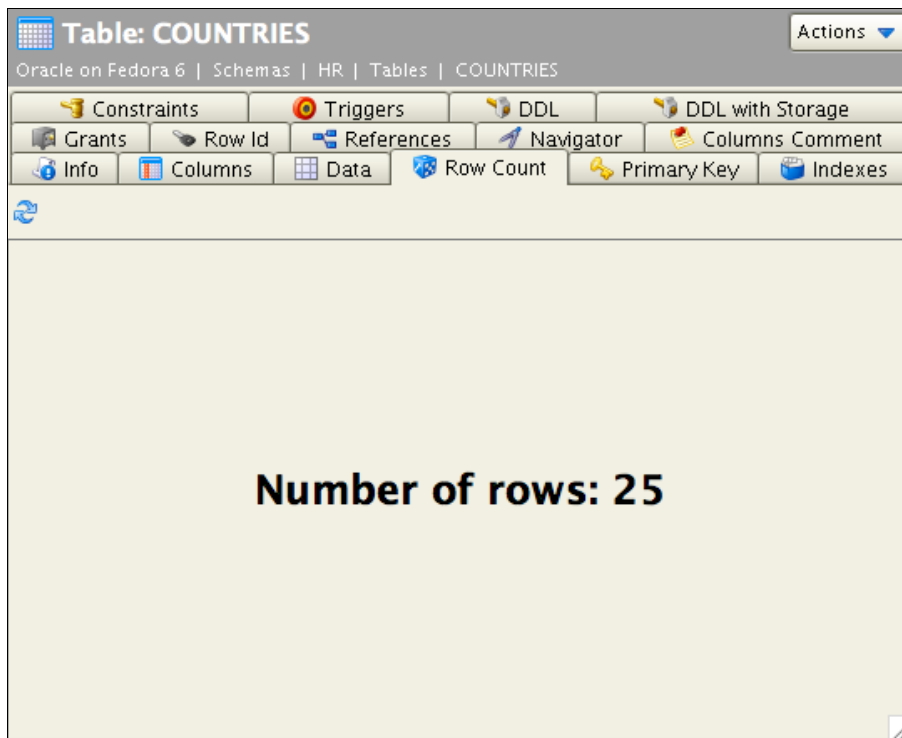 Table: COUNTRIES
Actions
Oracle on Fedora 6 | Schemas | HR | Tables | COUNTRIES
Constraints Triggers DDL DDL with Storage
Grants Row Id References Navigator Columns Comment
Info Columns Data Row Count Primary Key Indexes
Number of rows: 25